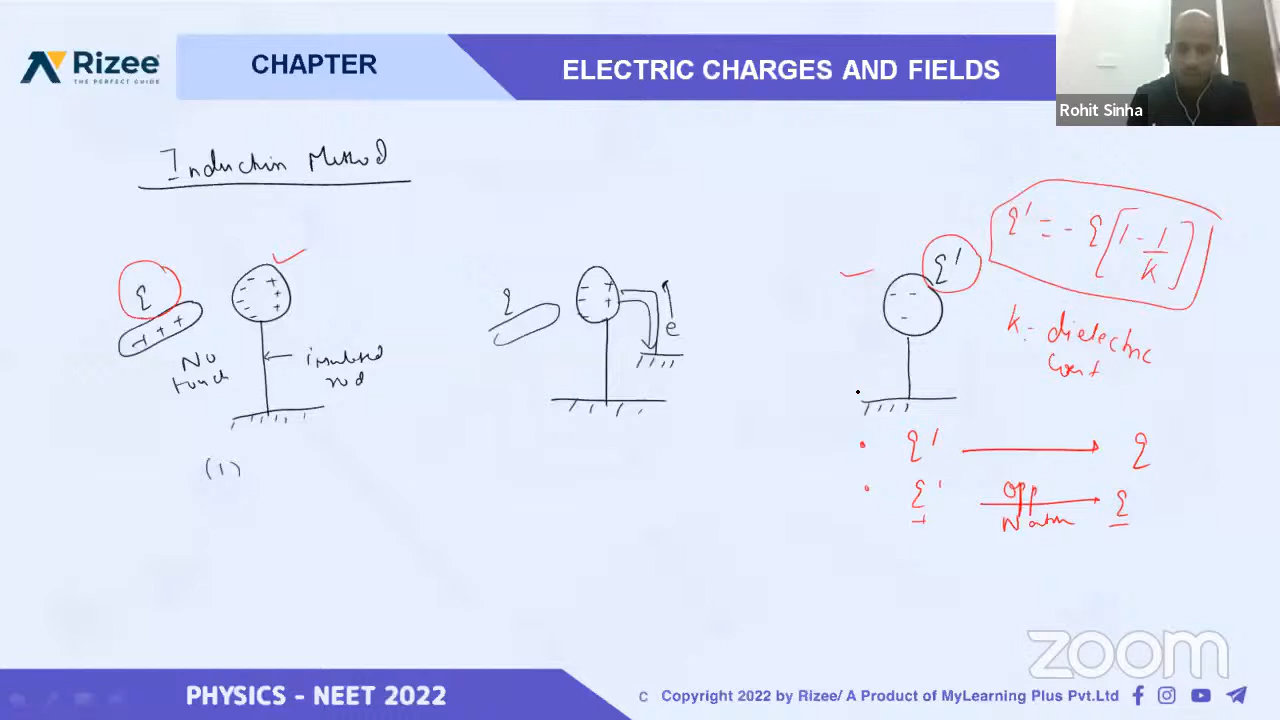 Rizee
THE PERFECT GUIDE
CHAPTER
ELECTRIC CHARGES AND FIELDS
Rohit Sinha
Induction Method
q
+ + +
No
touch
- - - + + +
insulated
rod
(1)
q
- - + +
e
q'
- - -
q' = - q [1 - 1/K]
k - dielectric
const
• q' → q
• q' opp Nature q
zoom
PHYSICS - NEET 2022
Copyright 2022 by Rizee/ A Product of MyLearning Plus Pvt.Ltd